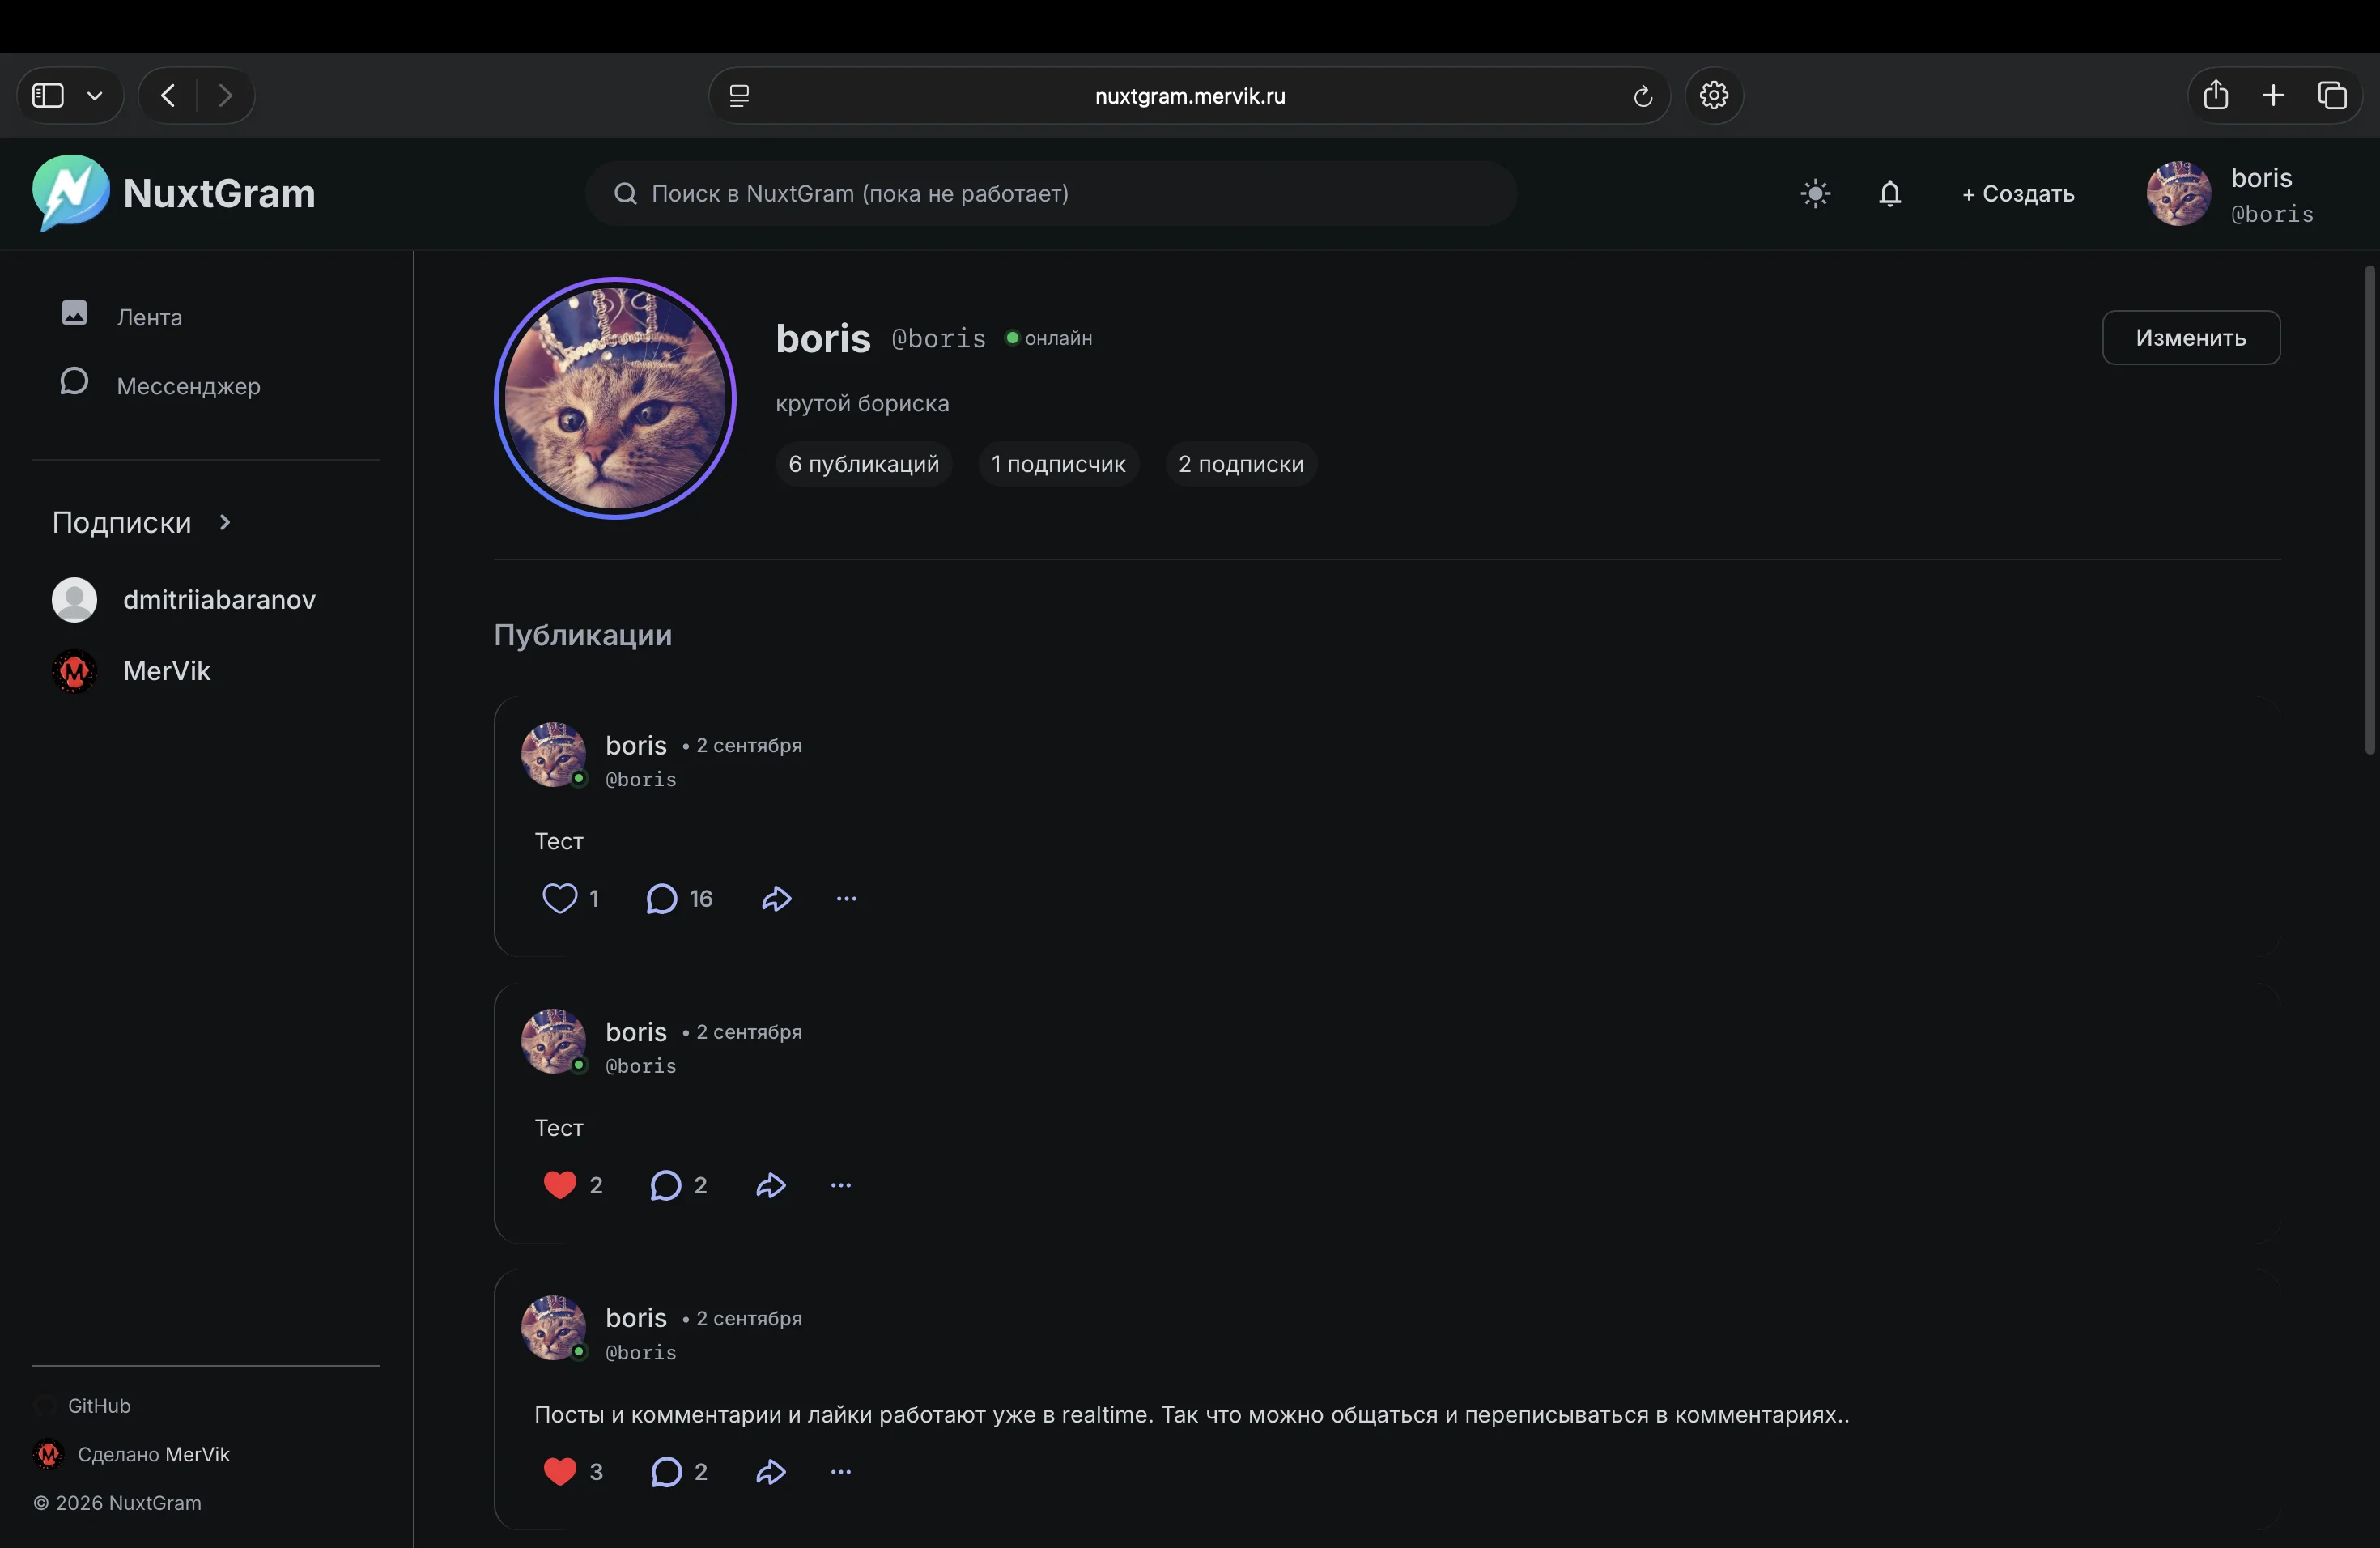 nuxtgram.mervik.ru
NuxtGram
Поиск в NuxtGram (пока не работает)
+ Создать
boris
@boris
Лента
Мессенджер
Подписки
dmitriiabaranov
MerVik
GitHub
Сделано MerVik
© 2026 NuxtGram
boris @boris онлайн
Изменить
крутой бориска
6 публикаций 1 подписчик 2 подписки
Публикации
boris • 2 сентября
@boris
Тест
1 16
boris • 2 сентября
@boris
Тест
2 2
boris • 2 сентября
@boris
Посты и комментарии и лайки работают уже в realtime. Так что можно общаться и переписываться в комментариях..
3 2